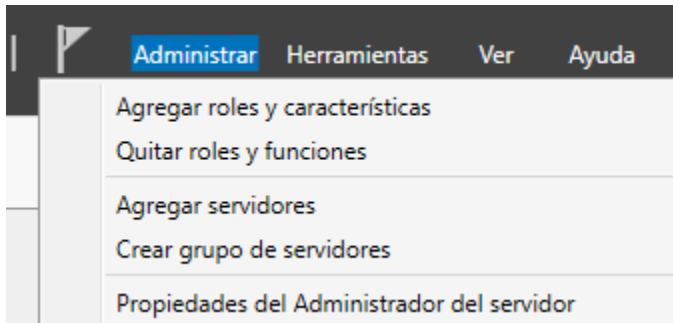 Administrar Herramientas Ver Ayuda
Agregar roles y características
Quitar roles y funciones
Agregar servidores
Crear grupo de servidores
Propiedades del Administrador del servidor